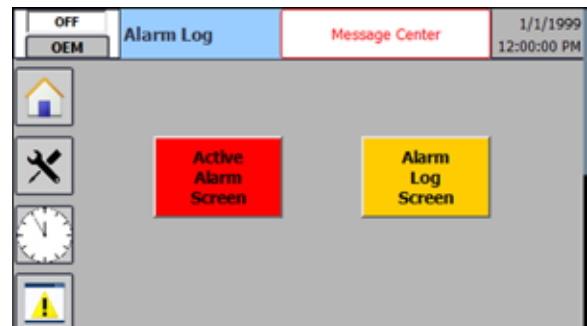 OFF
OEM
Alarm Log
Message Center
1/1/1999
12:00:00 PM
Active
Alarm
Screen
Alarm
Log
Screen